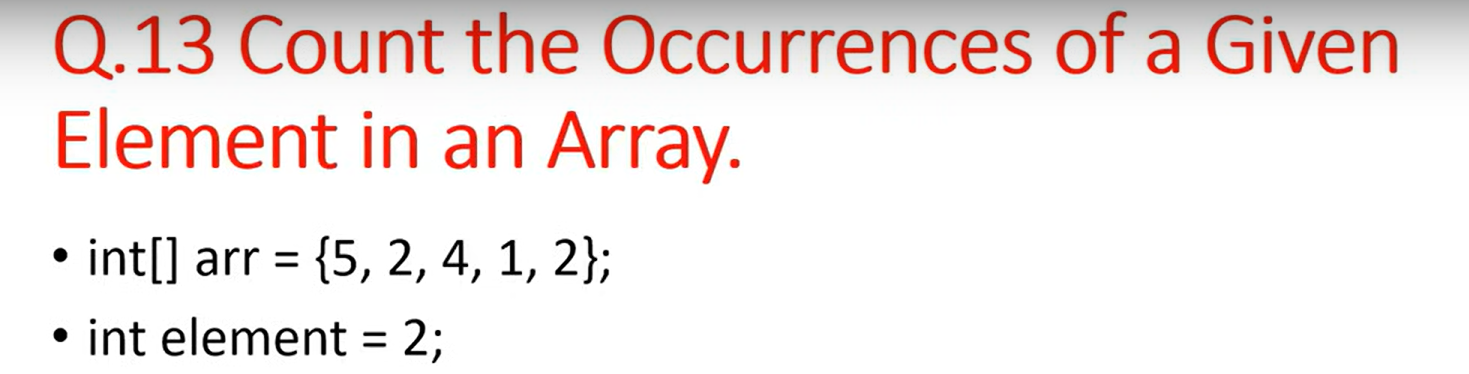 Q.13 Count the Occurrences of a Given
Element in an Array.
• int[] arr = {5, 2, 4, 1, 2};
• int element = 2;